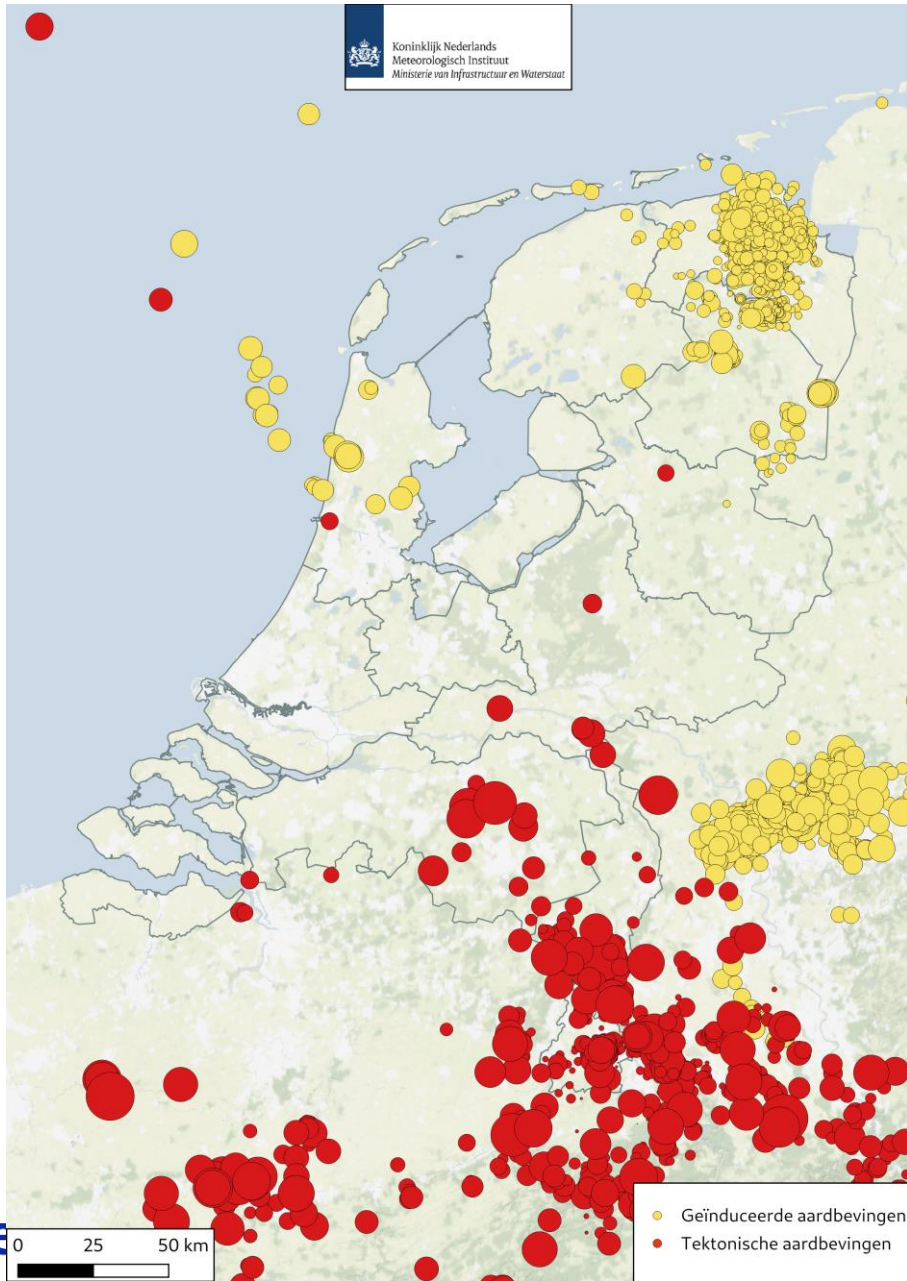 Koninklijk Nederlands
Meteorologisch Instituut
Ministerie van Infrastructuur en Waterstaat
Geïnduceerde aardbevingen
Tektonische aardbevingen
0 25 50 km